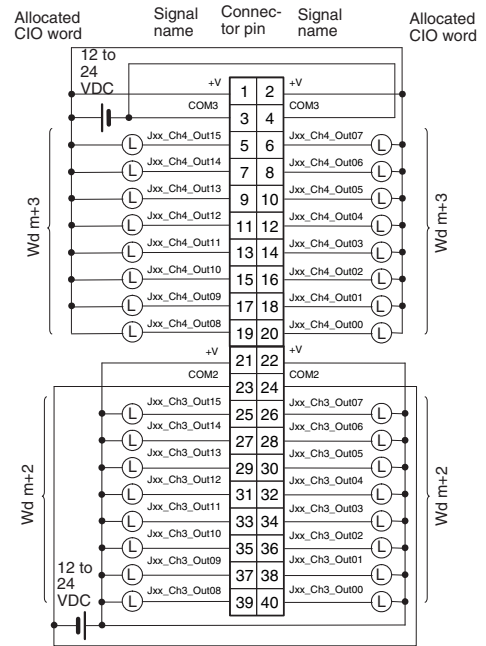 Allocated CIO word
Signal name
Connec-tor pin
Signal name
Allocated CIO word
12 to 24 VDC
+V 1 2 +V
COM3 3 4 COM3
Jxx_Ch4_Out15 L 5 6 Jxx_Ch4_Out07 L
Jxx_Ch4_Out14 L 7 8 Jxx_Ch4_Out06 L
Jxx_Ch4_Out13 L 9 10 Jxx_Ch4_Out05 L
Jxx_Ch4_Out12 L 11 12 Jxx_Ch4_Out04 L
Jxx_Ch4_Out11 L 13 14 Jxx_Ch4_Out03 L
Jxx_Ch4_Out10 L 15 16 Jxx_Ch4_Out02 L
Jxx_Ch4_Out09 L 17 18 Jxx_Ch4_Out01 L
Jxx_Ch4_Out08 L 19 20 Jxx_Ch4_Out00 L
Wd m+3
Wd m+3
+V 21 22 +V
COM2 23 24 COM2
Jxx_Ch3_Out15 L 25 26 Jxx_Ch3_Out07 L
Jxx_Ch3_Out14 L 27 28 Jxx_Ch3_Out06 L
Jxx_Ch3_Out13 L 29 30 Jxx_Ch3_Out05 L
Jxx_Ch3_Out12 L 31 32 Jxx_Ch3_Out04 L
Jxx_Ch3_Out11 L 33 34 Jxx_Ch3_Out03 L
Jxx_Ch3_Out10 L 35 36 Jxx_Ch3_Out02 L
Jxx_Ch3_Out09 L 37 38 Jxx_Ch3_Out01 L
Jxx_Ch3_Out08 L 39 40 Jxx_Ch3_Out00 L
Wd m+2
Wd m+2
12 to 24 VDC